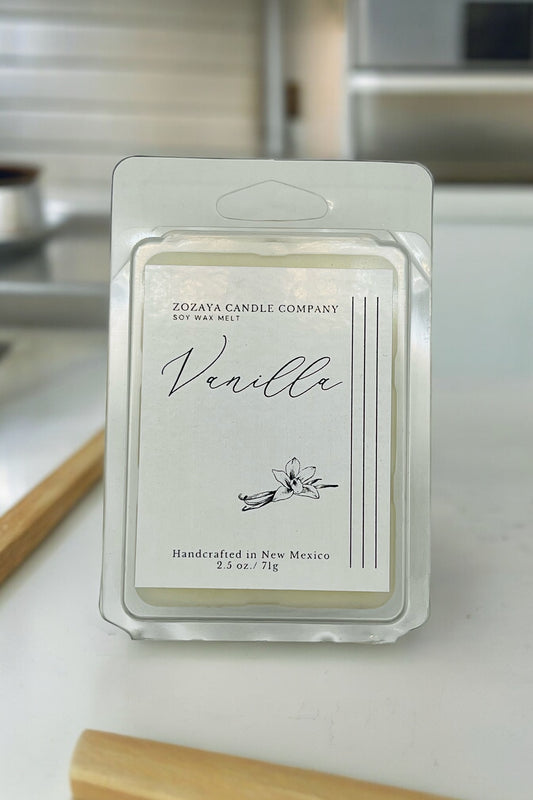 ZOZAYA CANDLE COMPANY
SOY WAX MELT
Vanilla
Handcrafted in New Mexico
2.5 oz./ 71g